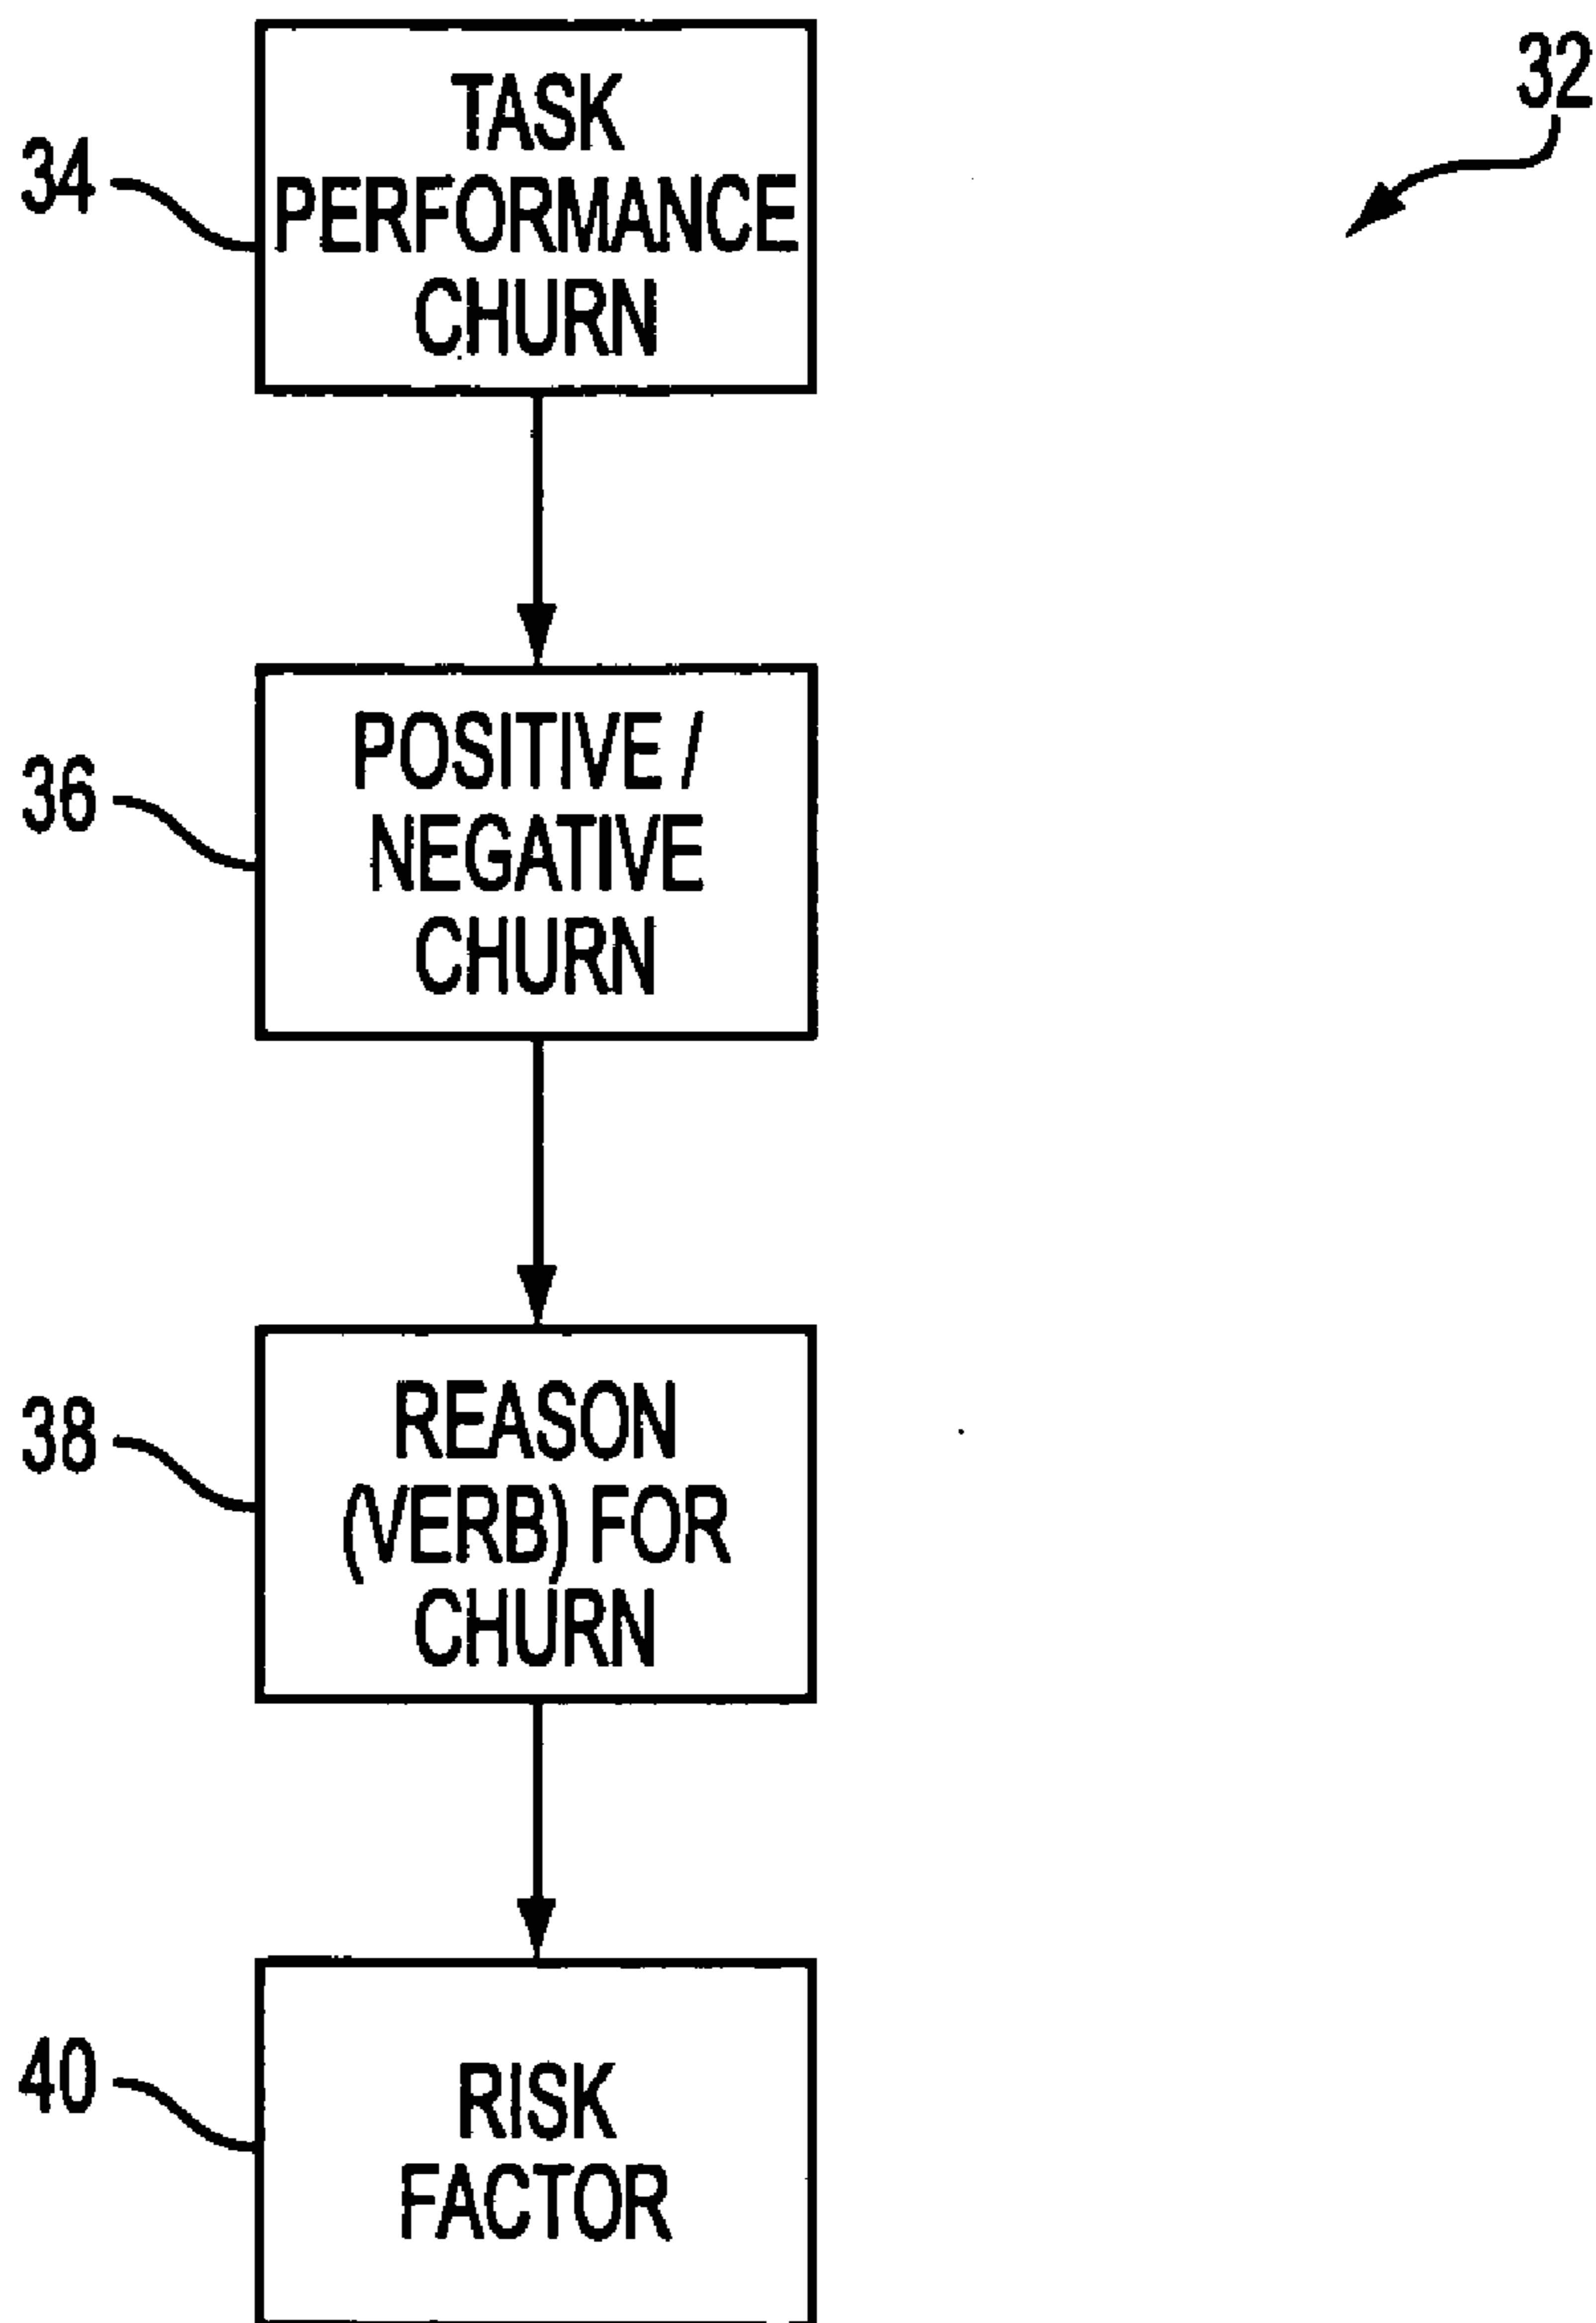 32
34
TASK
PERFORMANCE
CHURN
36
POSITIVE /
NEGATIVE
CHURN
38
REASON
(VERB) FOR
CHURN
40
RISK
FACTOR